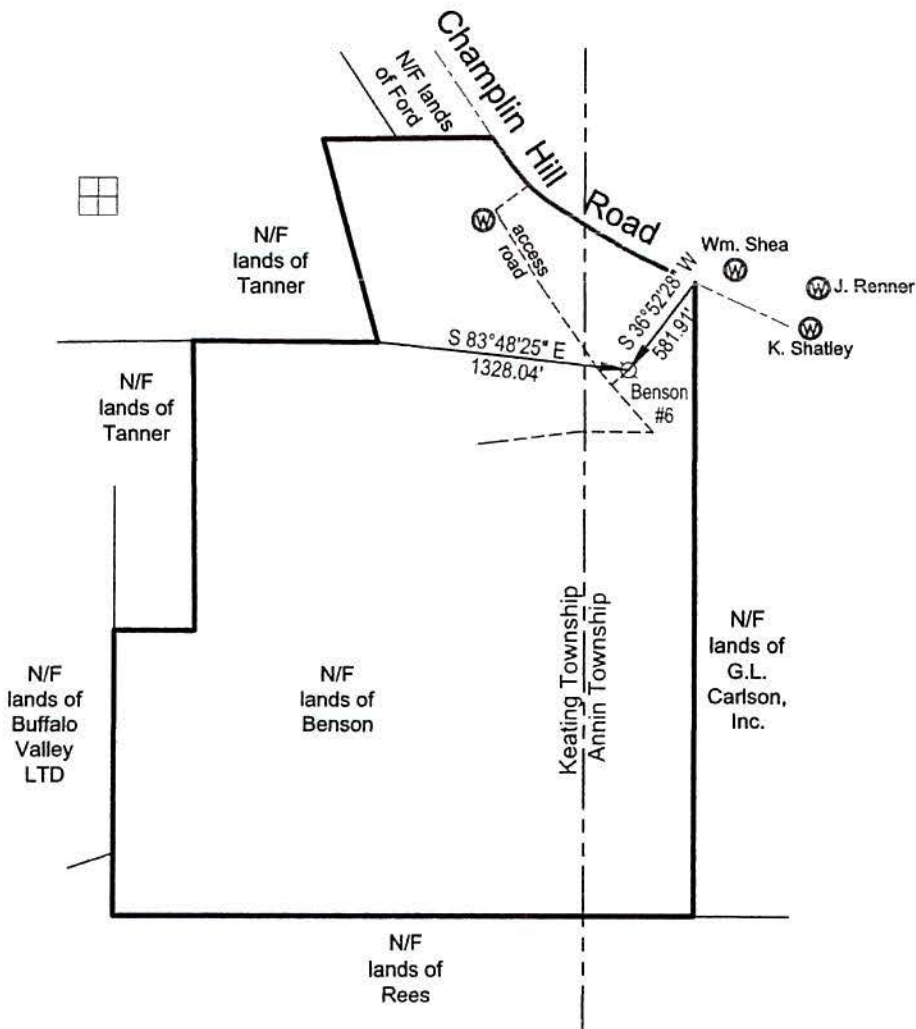 Champlin Hill Road
N/F lands
of Ford
W
access
road
N/F
lands of
Tanner
Wm. Shea
W
W
J. Renner
W
K. Shatley
S 36°52'28" W
581.91'
S 83°48'25" E
1328.04'
Benson
#6
N/F
lands of
Tanner
Keating Township
Annin Township
N/F
lands of
G.L.
Carlson,
Inc.
N/F
lands of
Buffalo
Valley
LTD
N/F
lands of
Benson
N/F
lands of
Rees